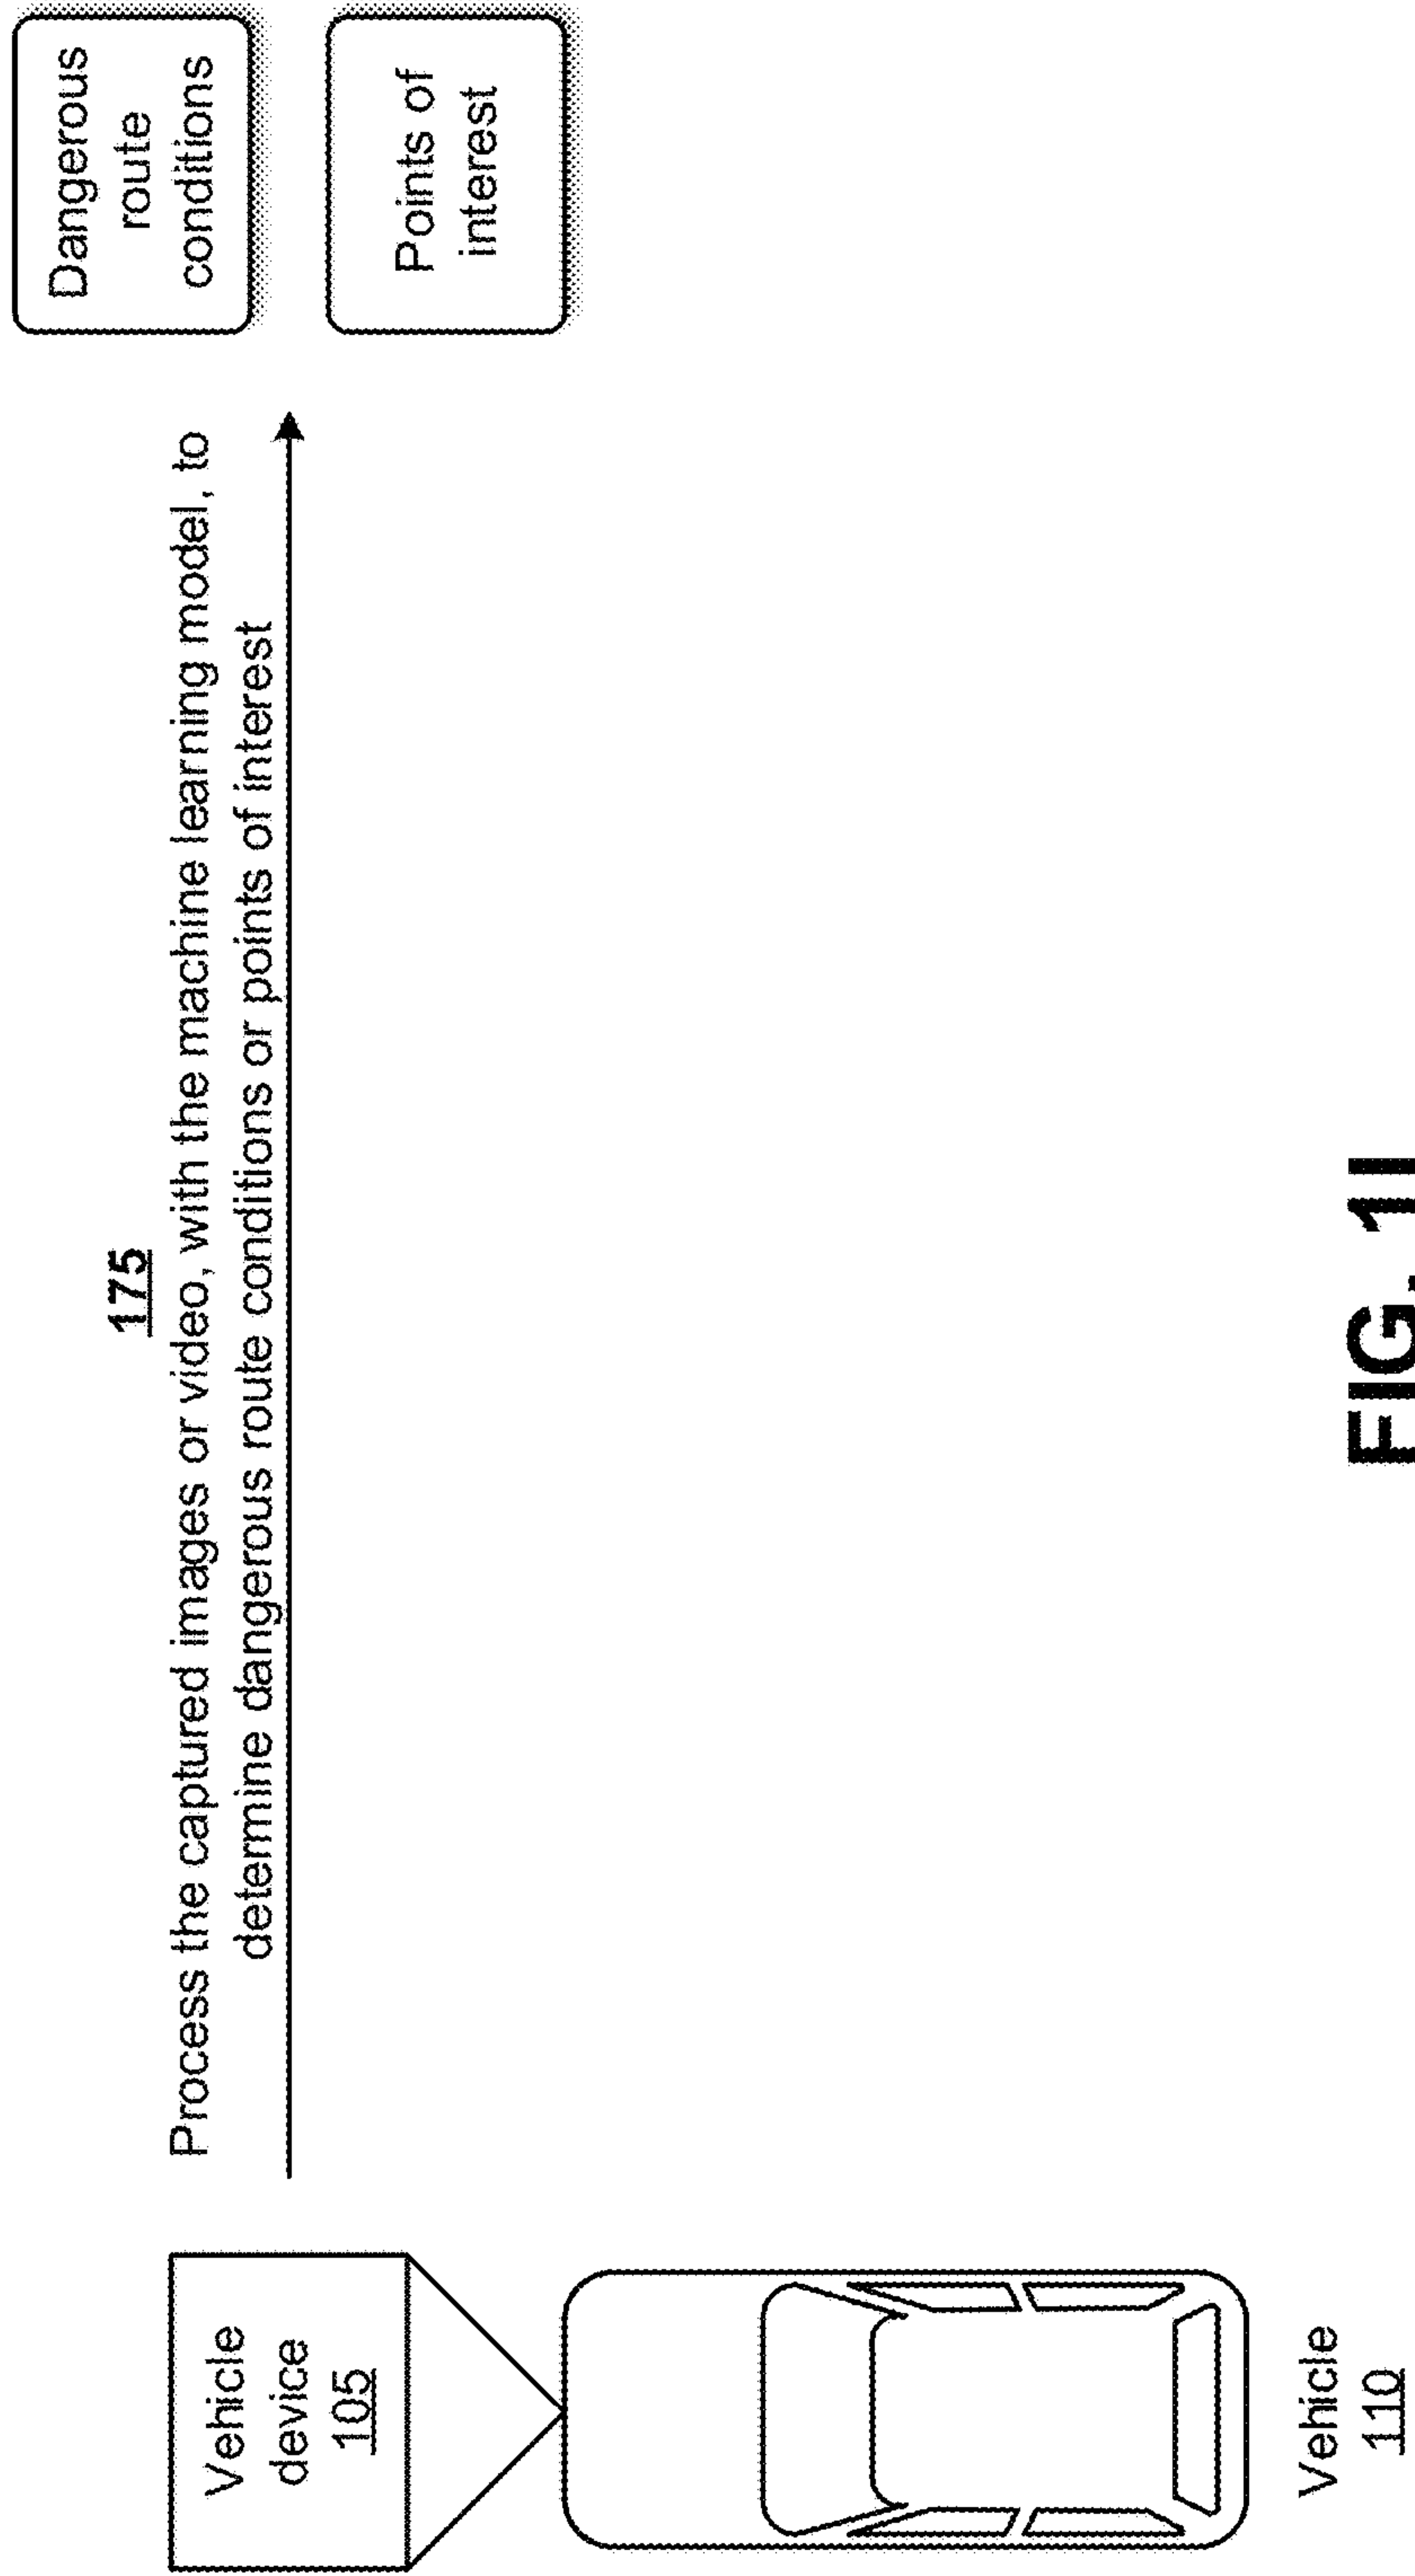 175
Process the captured images or video, with the machine learning model, to
determine dangerous route conditions or points of interest
Vehicle
device
105
Dangerous
route
conditions
Points of
interest
Vehicle
110
FIG. 1I